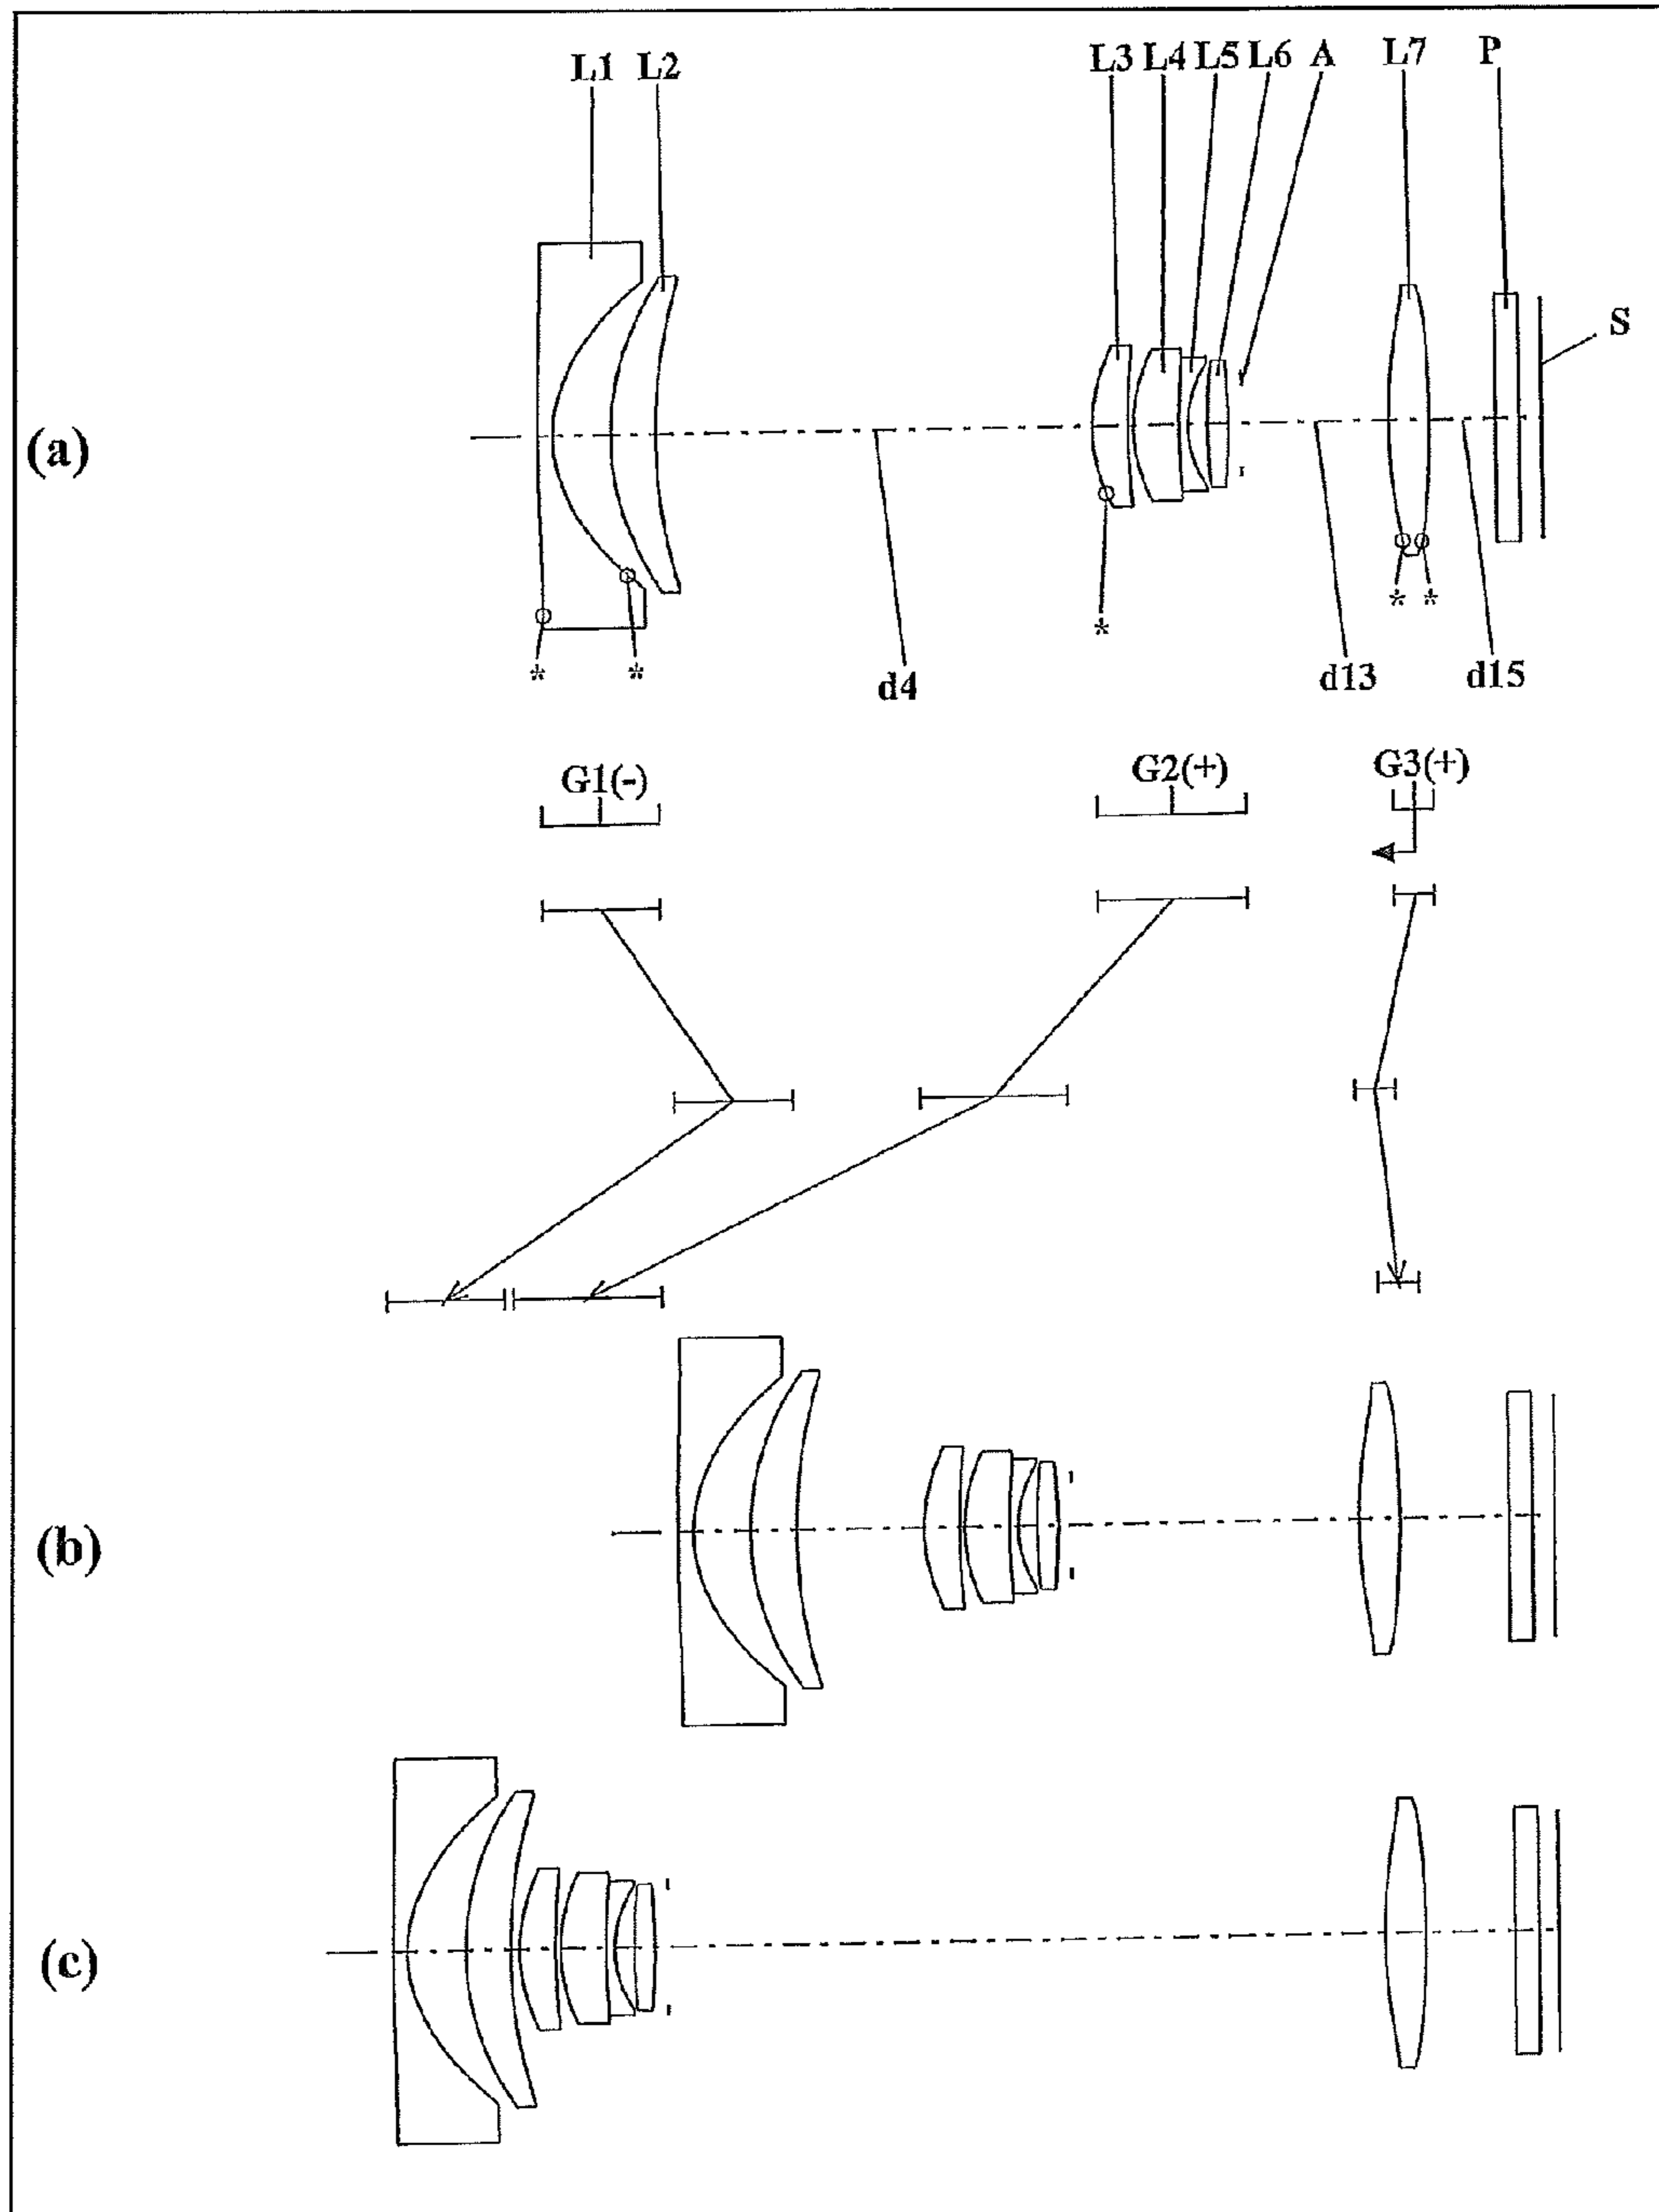 L1 L2 L3 L4 L5 L6 A L7 P
S
(a)
* * * * *
d4 d13 d15
G1(-) G2(+) G3(+)
(b)
(c)